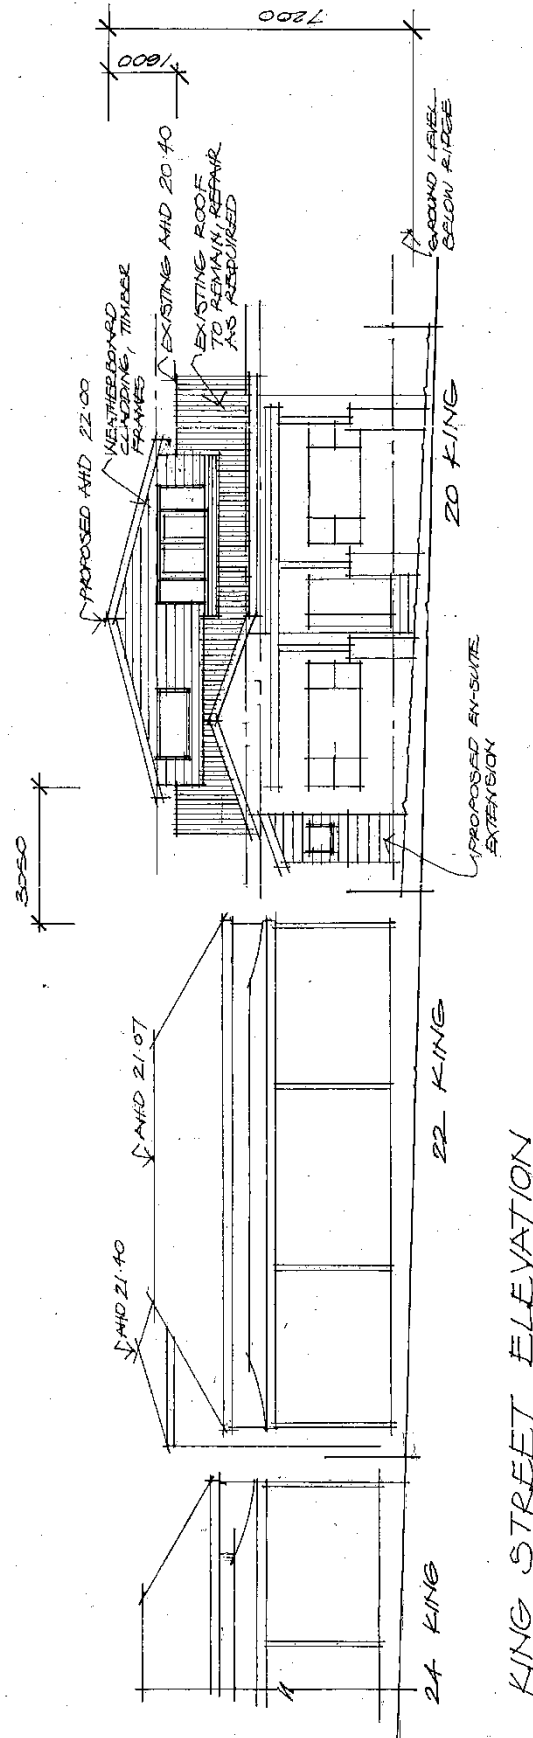 7200
1600
PROPOSED AHD 22.00
WEATHERBOARD
CLADDING, TIMBER
FRAMES
EXISTING AHD 20.40
EXISTING ROOF
TO REMAIN, REPAIR
AS REQUIRED
GROUND LEVEL
BELOW RIDGE
3050
AHD 21.07
AHD 21.40
PROPOSED EN-SUITE
EXTENSION
24 KING
22 KING
20 KING
KING STREET ELEVATION